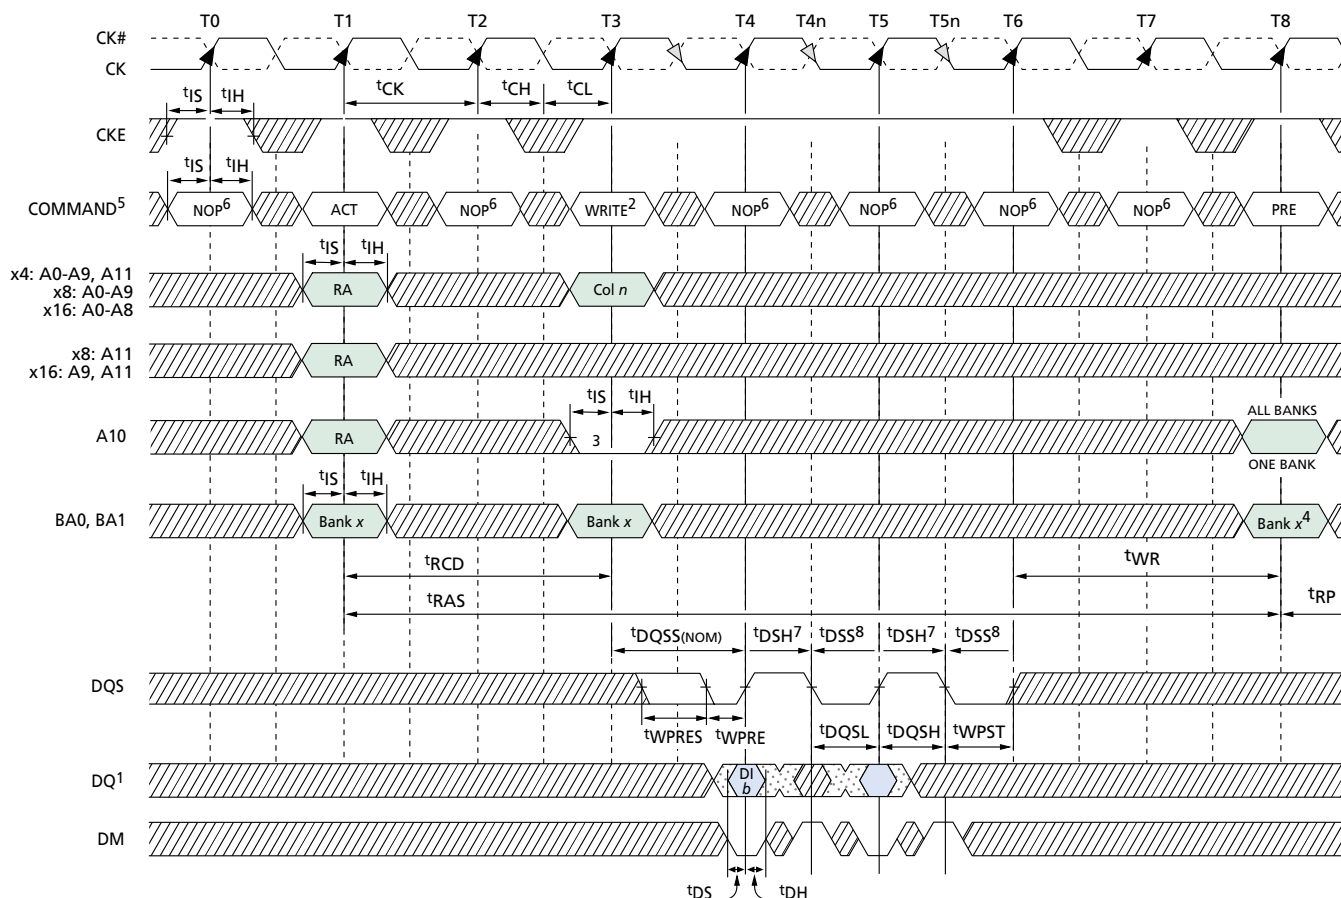 T0 T1 T2 T3 T4 T4n T5 T5n T6 T7 T8
CK#
CK
tCK tCH tCL
tIS tIH
CKE
tIS tIH
COMMAND5 NOP6 ACT NOP6 WRITE2 NOP6 NOP6 NOP6 NOP6 PRE
tIS tIH
x4: A0-A9, A11
x8: A0-A9
x16: A0-A8
RA Col n
x8: A11
x16: A9, A11
RA
tIS tIH
ALL BANKS
A10 RA 3
ONE BANK
tIS tIH
BA0, BA1 Bank x Bank x Bank x4
tRCD tWR
tRAS tRP
tDQSS(NOM) tDSH7 tDSS8 tDSH7 tDSS8
DQS
tWPRES tWPRE tDQSL tDQSH tWPST
DQ1 DI
b
DM
tDS tDH